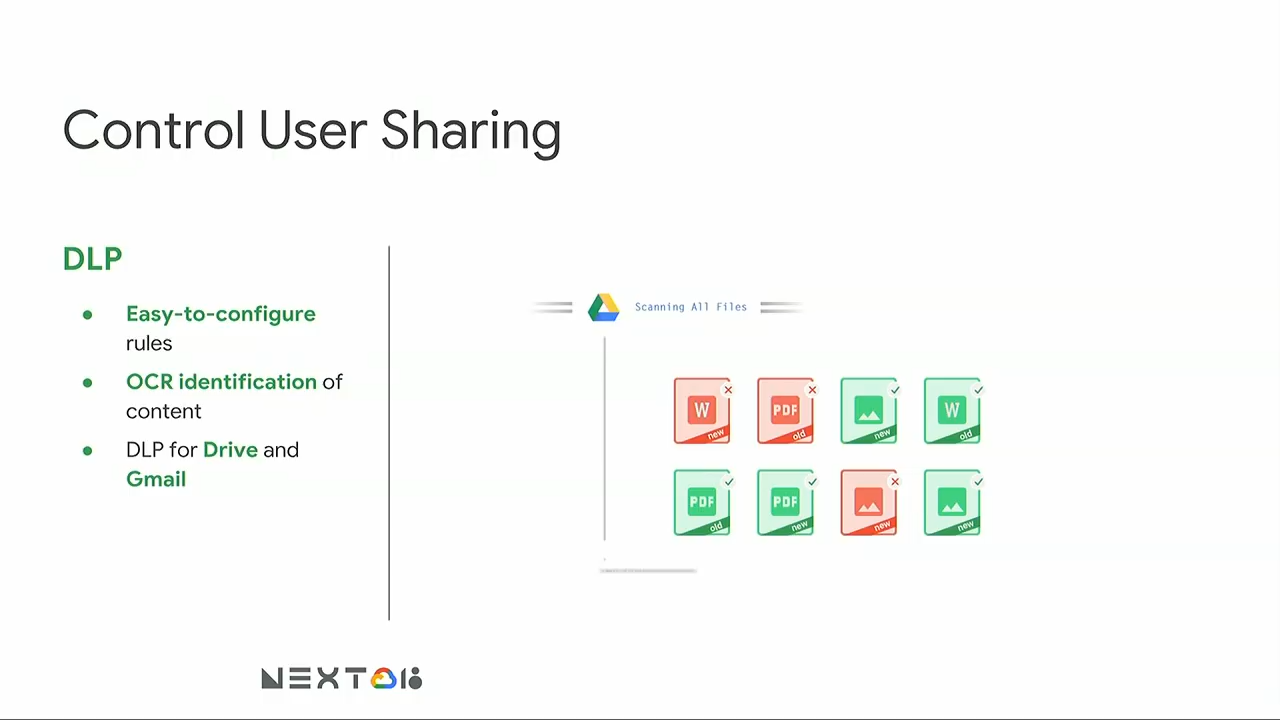 Control User Sharing
DLP
● Easy-to-configure
rules
● OCR identification of
content
● DLP for Drive and
Gmail
Scanning All Files
W new
PDF old
new
W old
PDF old
PDF new
new
new
NEXT 18